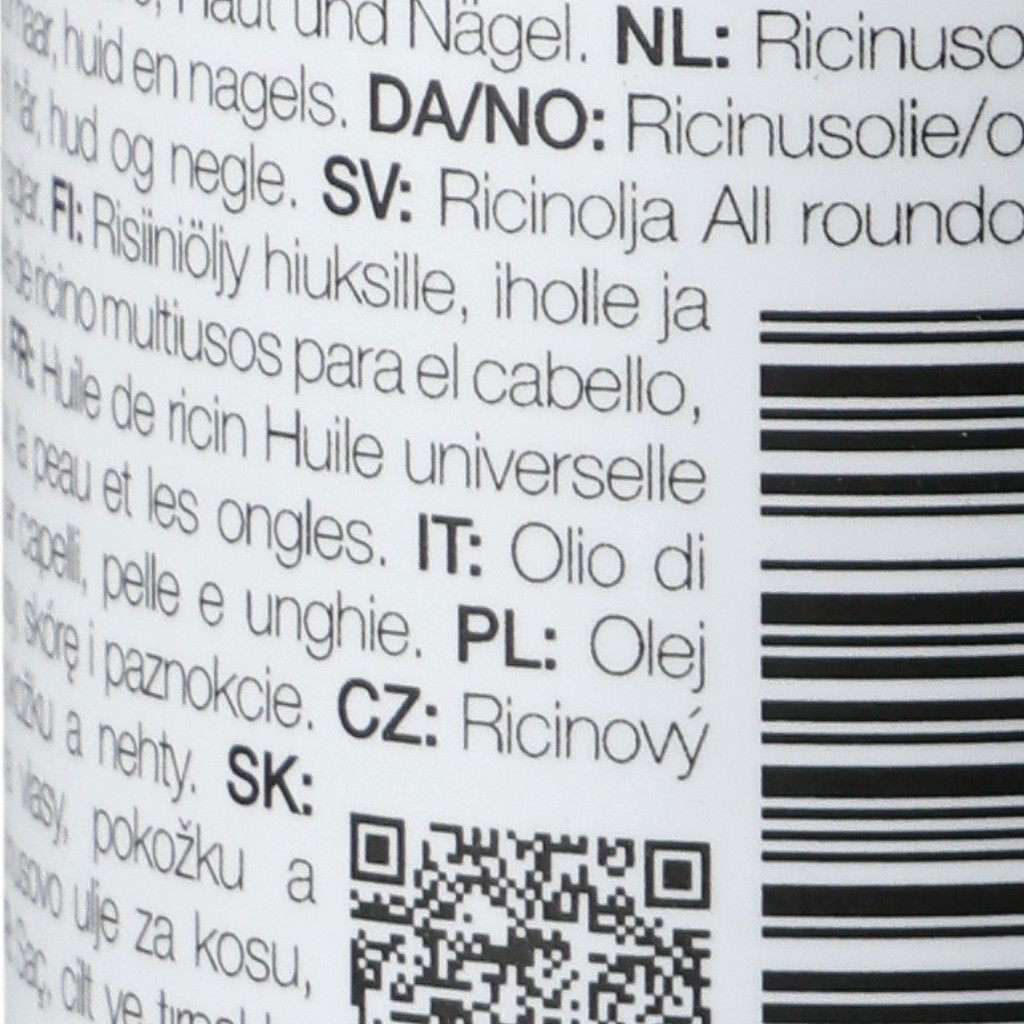 Haut und Nägel. NL: Ricinuso
huid en nagels. DA/NO: Ricinusolie/o
hår, hud og negle. SV: Ricinolja All roundo
FI: Risiiniöljy hiuksille, iholle ja
de ricino multiusos para el cabello,
FR: Huile de ricin Huile universelle
la peau et les ongles. IT: Olio di
capelli, pelle e unghie. PL: Olej
skórę i paznokcie. CZ: Ricinový
a nehty. SK:
vlasy, pokožku a
ulje za kosu,
Saç, cilt ve